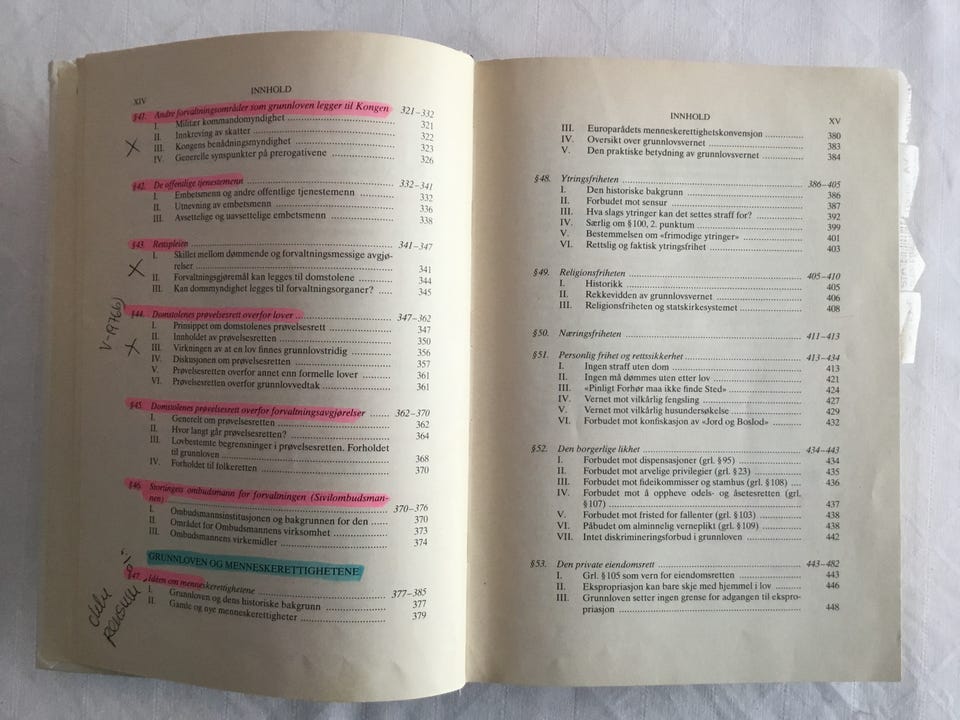 XIV
INNHOLD
§41. Andre forvaltningsområder som grunnloven legger til Kongen 321–332
I. Militær kommandomyndighet ........ 321
II. Innkreving av skatter ........ 322
III. Kongens benådningsmyndighet ........ 323
IV. Generelle synspunkter på prerogativene ........ 326
X
§42. De offentlige tjenestemenn ........ 332–341
I. Embetsmenn og andre offentlige tjenestemenn ........ 332
II. Utnevning av embetsmenn ........ 336
III. Avsettelige og uavsettelige embetsmenn ........ 338
§43. Rettspleien ........ 341–347
I. Skillet mellom dømmende og forvaltningsmessige avgjø-
relser ........ 341
II. Forvaltningsgjøremål kan legges til domstolene ........ 344
III. Kan domsmyndighet legges til forvaltningsorganer? ........ 345
X
§44. Domstolenes prøvelsesrett overfor lover ........ 347–362
I. Prinsippet om domstolenes prøvelsesrett ........ 347
II. Innholdet av prøvelsesretten ........ 350
III. Virkningen av at en lov finnes grunnlovstridig ........ 356
IV. Diskusjonen om prøvelsesretten ........ 357
V. Prøvelsesretten overfor annet enn formelle lover ........ 361
VI. Prøvelsesretten overfor grunnlovvedtak ........ 361
V-1976b)
X
§45. Domstolenes prøvelsesrett overfor forvaltningsavgjørelser ...... 362–370
I. Generelt om prøvelsesretten ........ 362
II. Hvor langt går prøvelsesretten? ........ 364
III. Lovbestemte begrensninger i prøvelsesretten. Forholdet
til grunnloven ........ 368
IV. Forholdet til folkeretten ........ 370
§46. Stortingets ombudsmann for forvaltningen (Sivilombudsman-
nen) ........ 370–376
I. Ombudsmannsinstitusjonen og bakgrunnen for den ..... 370
II. Området for Ombudsmannens virksomhet ........ 373
III. Ombudsmannens virkemidler ........ 374
GRUNNLOVEN OG MENNESKERETTIGHETENE
§47. Idéen om menneskerettighetene ........ 377–385
I. Grunnloven og dens historiske bakgrunn ........ 377
II. Gamle og nye menneskerettigheter ........ 379
INNHOLD
XV
III. Europarådets menneskerettighetskonvensjon ........ 380
IV. Oversikt over grunnlovsvernet ........ 383
V. Den praktiske betydning av grunnlovsvernet ........ 384
§48. Ytringsfriheten ........ 386–405
I. Den historiske bakgrunn ........ 386
II. Forbudet mot sensur ........ 387
III. Hva slags ytringer kan det settes straff for? ........ 392
IV. Særlig om §100, 2. punktum ........ 399
V. Bestemmelsen om «frimodige ytringer» ........ 401
VI. Rettslig og faktisk ytringsfrihet ........ 403
§49. Religionsfriheten ........ 405–410
I. Historikk ........ 405
II. Rekkevidden av grunnlovsvernet ........ 406
III. Religionsfriheten og statskirkesystemet ........ 408
§50. Næringsfriheten ........ 411–413
§51. Personlig frihet og rettssikkerhet ........ 413–434
I. Ingen straff uten dom ........ 413
II. Ingen må dømmes uten etter lov ........ 421
III. «Pinligt Forhør maa ikke finde Sted» ........ 424
IV. Vernet mot vilkårlig fengsling ........ 427
V. Vernet mot vilkårlig husundersøkelse ........ 429
VI. Forbudet mot konfiskasjon av «Jord og Boslod» ........ 432
§52. Den borgerlige likhet ........ 434–443
I. Forbudet mot dispensasjoner (grl. §95) ........ 434
II. Forbudet mot arvelige privilegier (grl. §23) ........ 435
III. Forbudet mot fideikommisser og stamhus (grl. §108) .... 436
IV. Forbudet mot å oppheve odels- og åsetesretten (grl.
§107) ........ 437
V. Forbudet mot fristed for fallenter (grl. §103) ........ 438
VI. Påbudet om alminnelig verneplikt (grl. §109) ........ 438
VII. Intet diskrimineringsforbud i grunnloven ........ 442
§53. Den private eiendomsrett ........ 443–482
I. Grl. §105 som vern for eiendomsretten ........ 443
II. Ekspropriasjon kan bare skje med hjemmel i lov ........ 446
III. Grunnloven setter ingen grense for adgangen til ekspro-
priasjon ........ 448